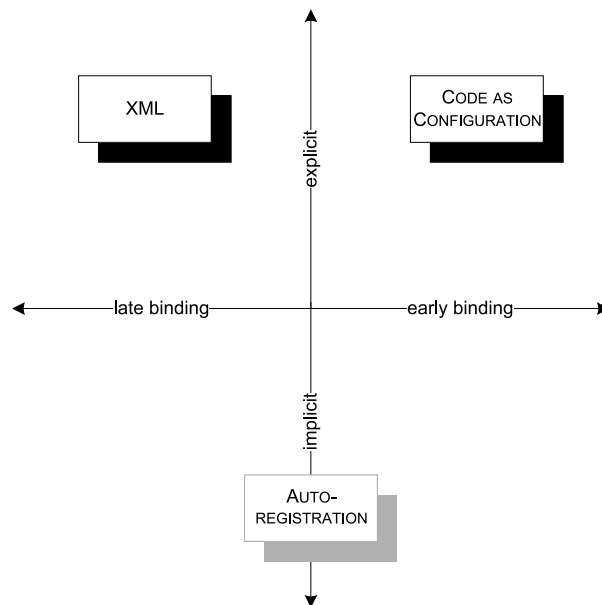 XML
CODE AS
CONFIGURATION
explicit
late binding
early binding
implicit
AUTO-
REGISTRATION